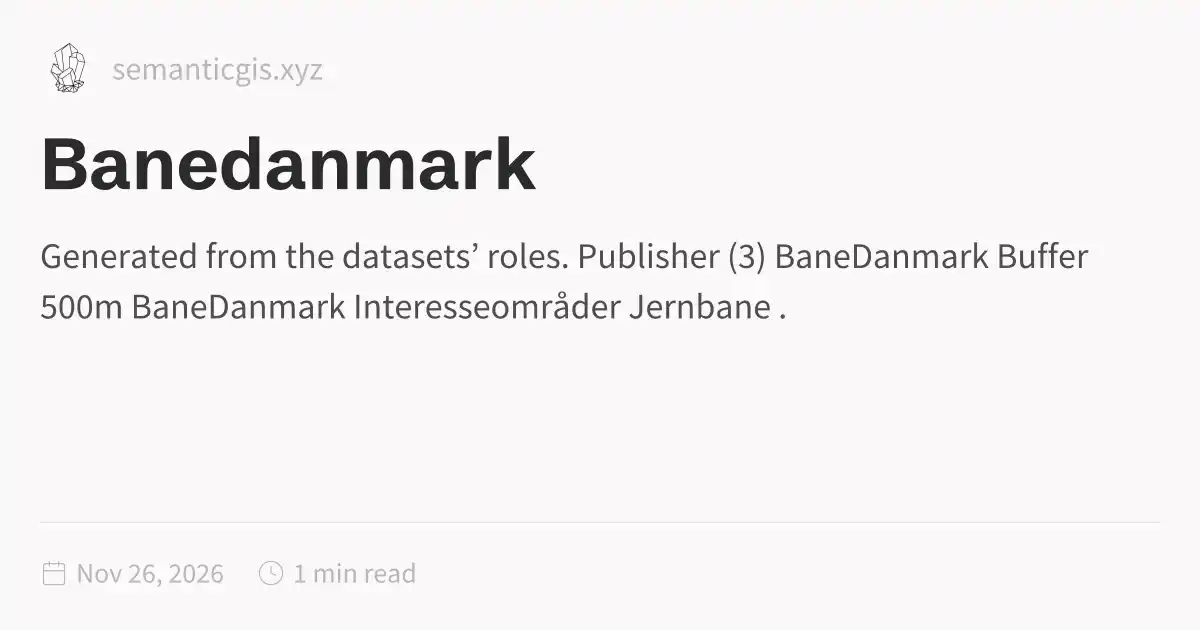 semanticgis.xyz
Banedanmark
Generated from the datasets’ roles. Publisher (3) BaneDanmark Buffer
500m BaneDanmark Interesseområder Jernbane .
Nov 26, 2026 1 min read